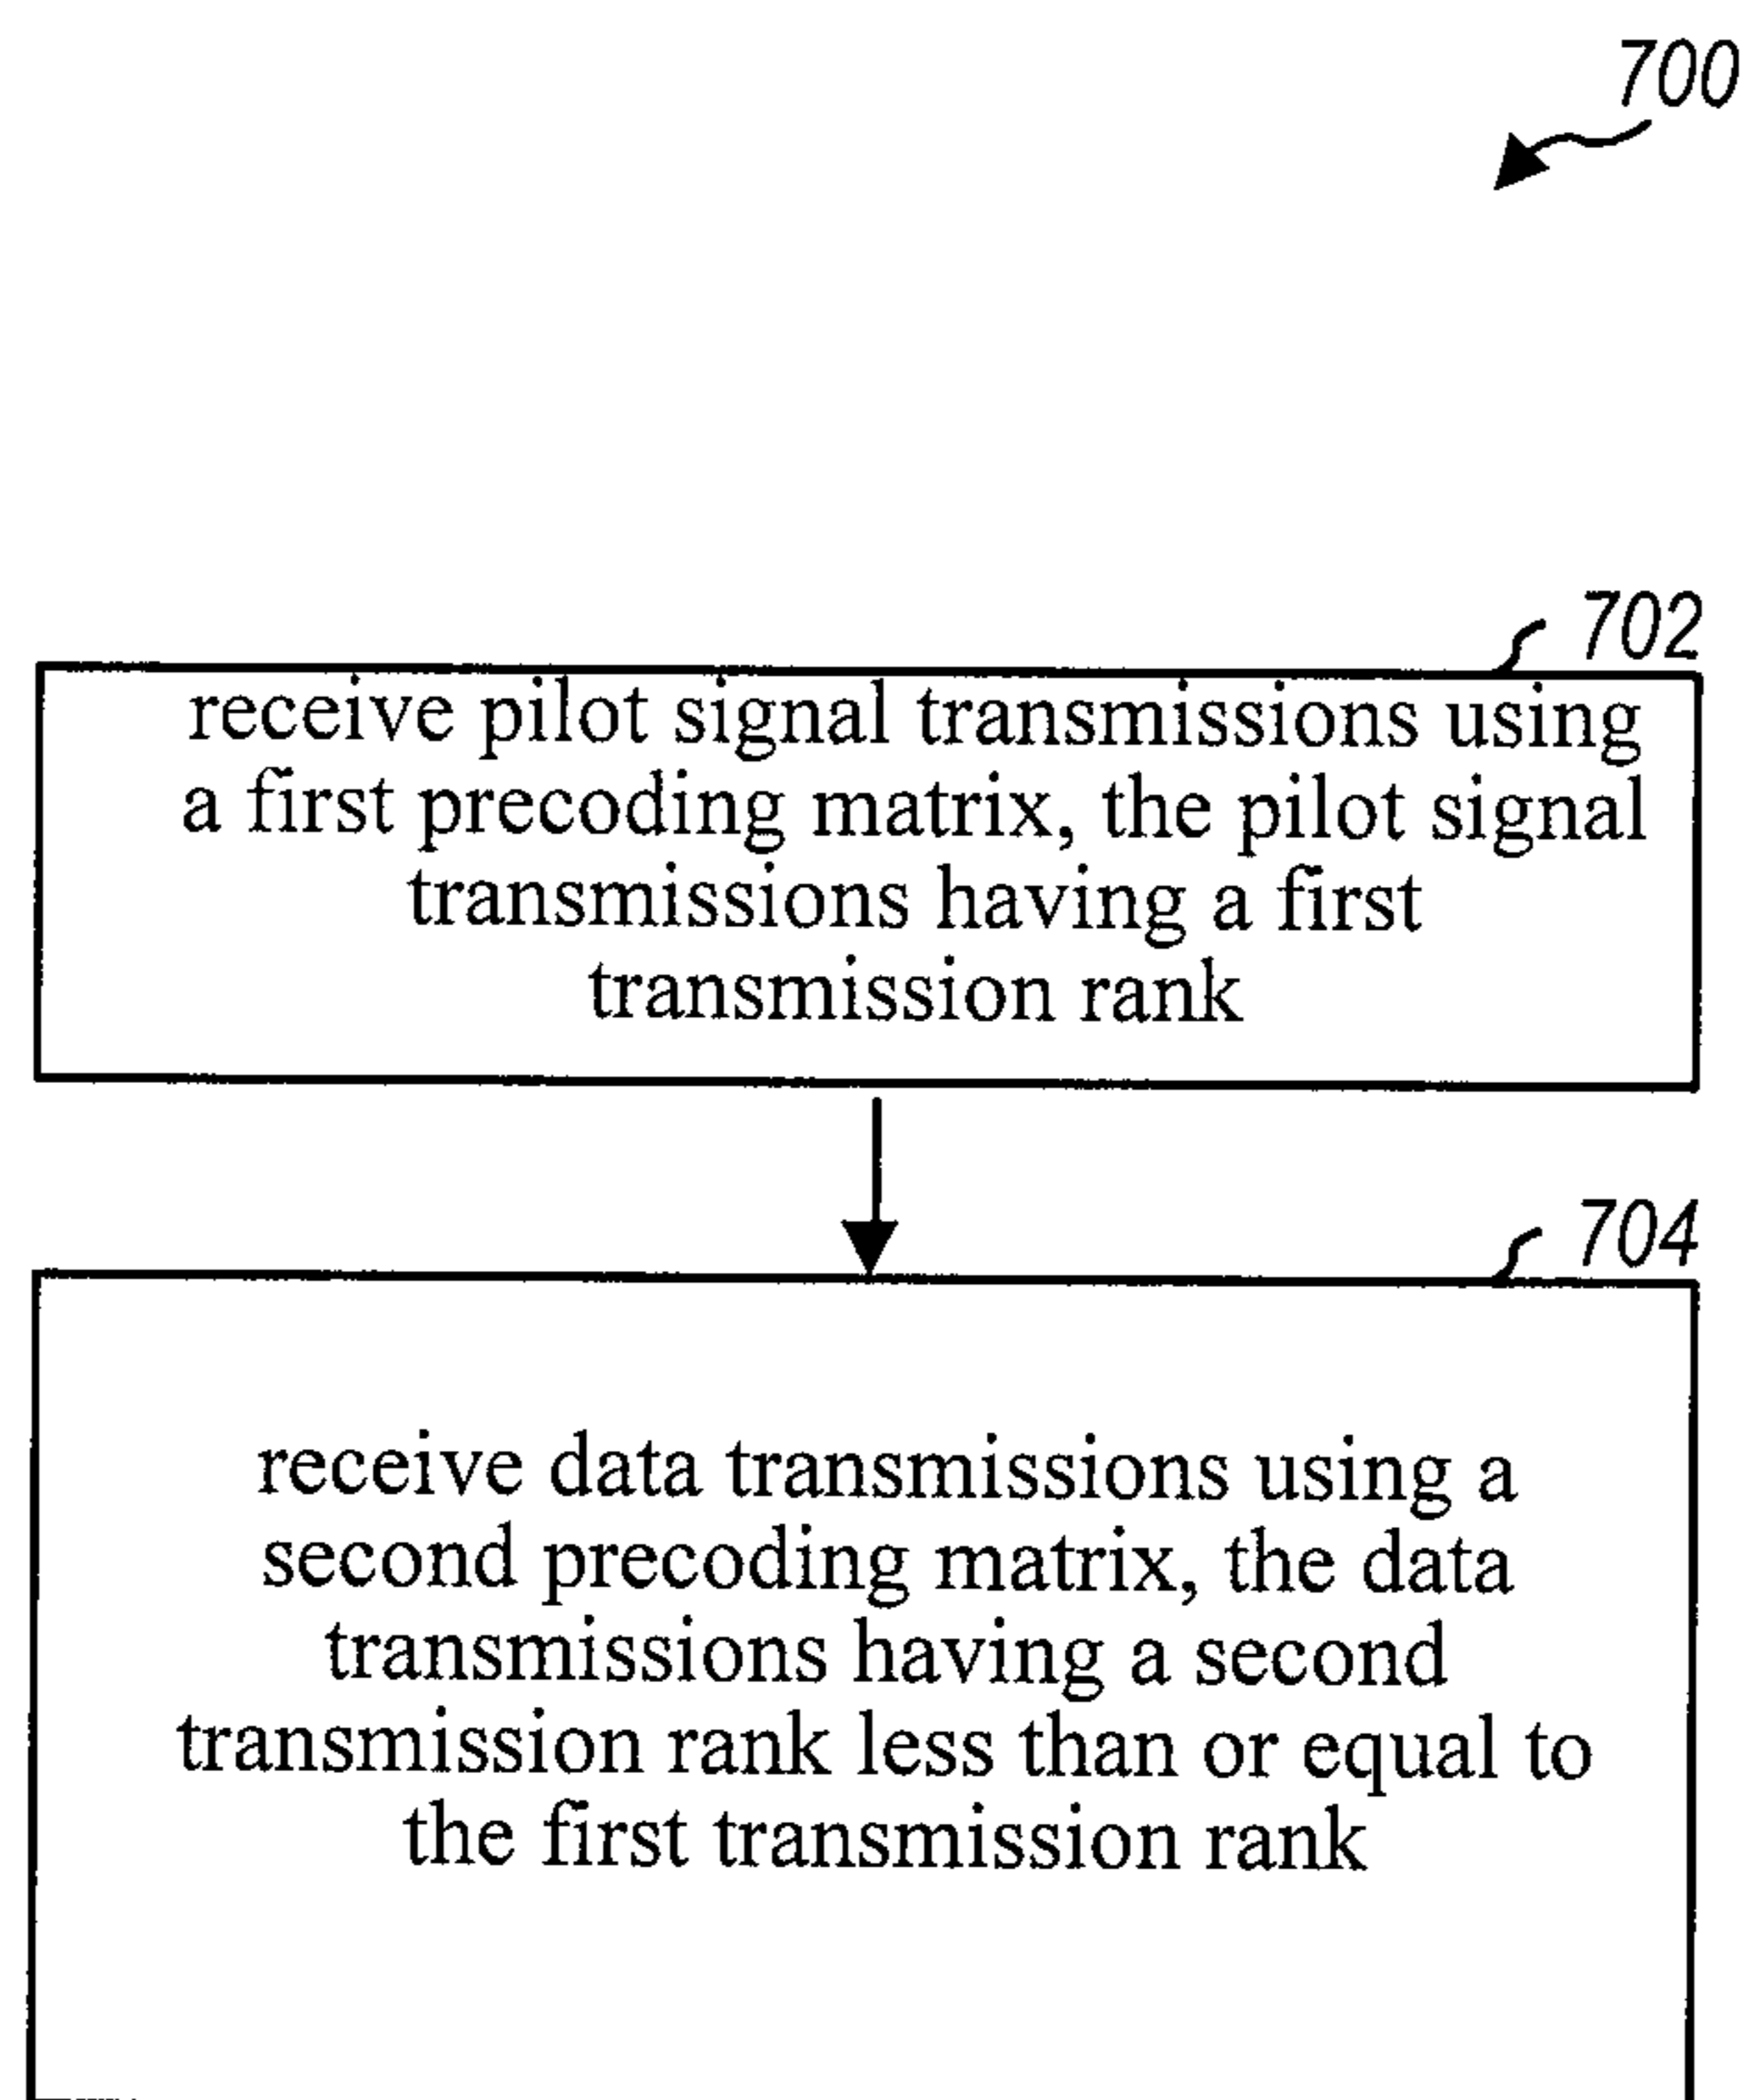 700
702
receive pilot signal transmissions using
a first precoding matrix, the pilot signal
transmissions having a first
transmission rank
704
receive data transmissions using a
second precoding matrix, the data
transmissions having a second
transmission rank less than or equal to
the first transmission rank